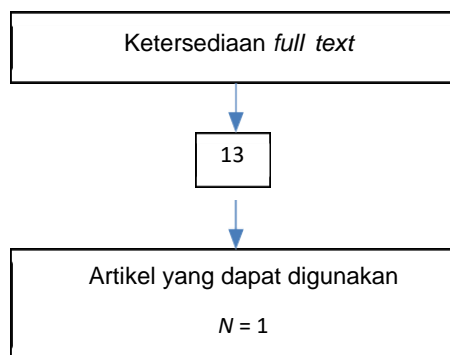 Ketersediaan full text
13
Artikel yang dapat digunakan
N = 1